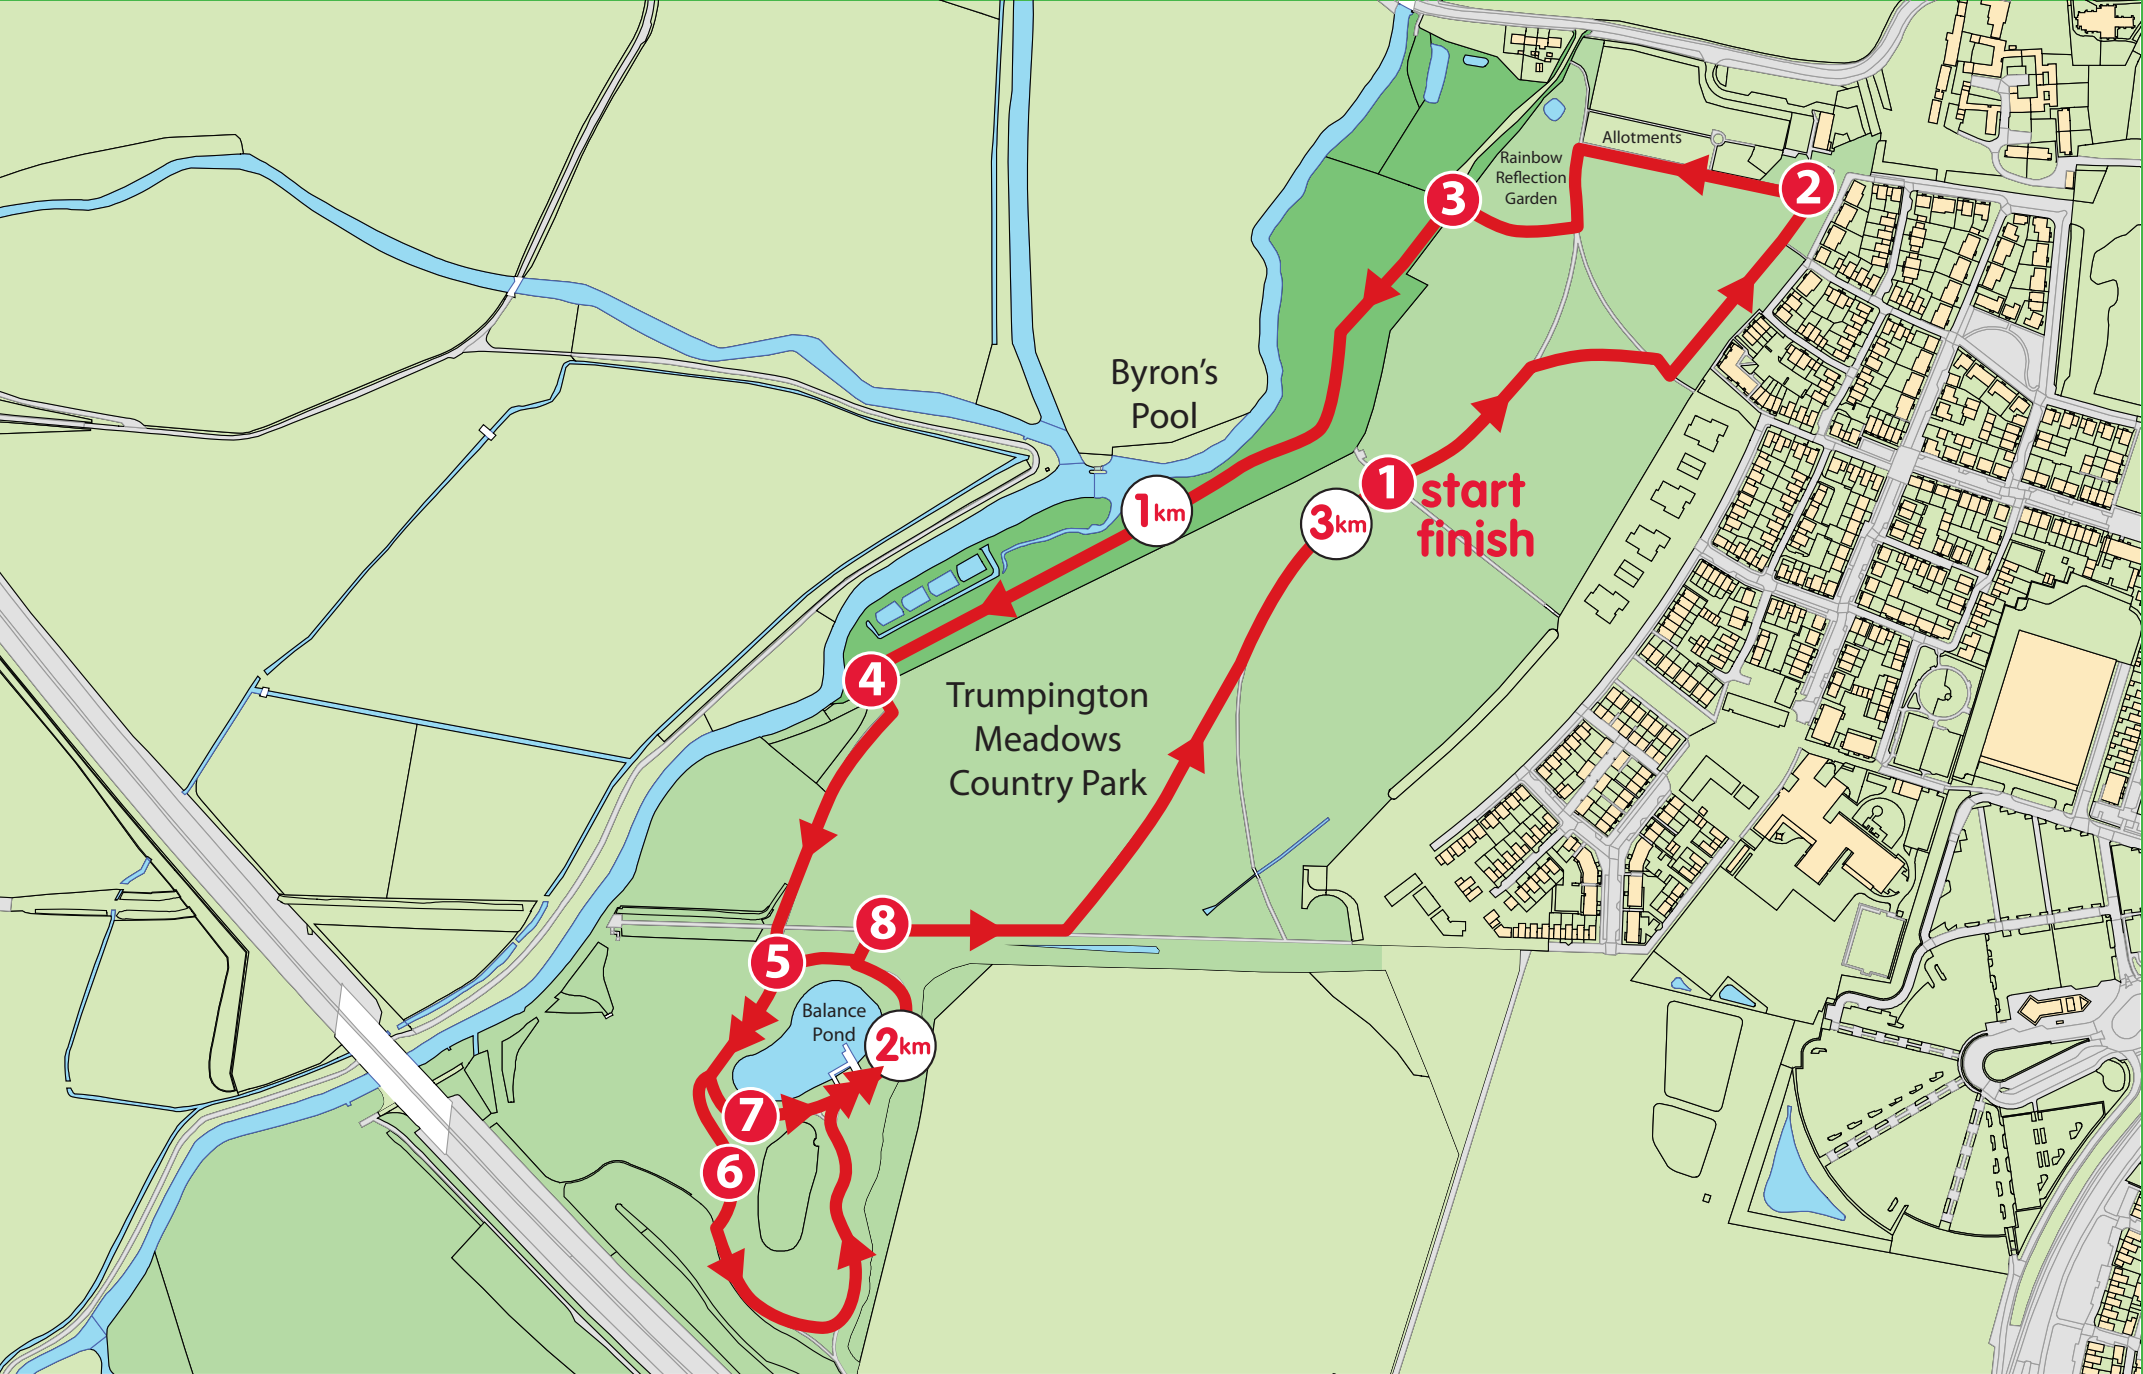 Allotments
Rainbow
Reflection
Garden
2
3
Byron's
Pool
1
start
finish
1km
3km
4
Trumpington
Meadows
Country Park
8
5
Balance
Pond
2km
7
6